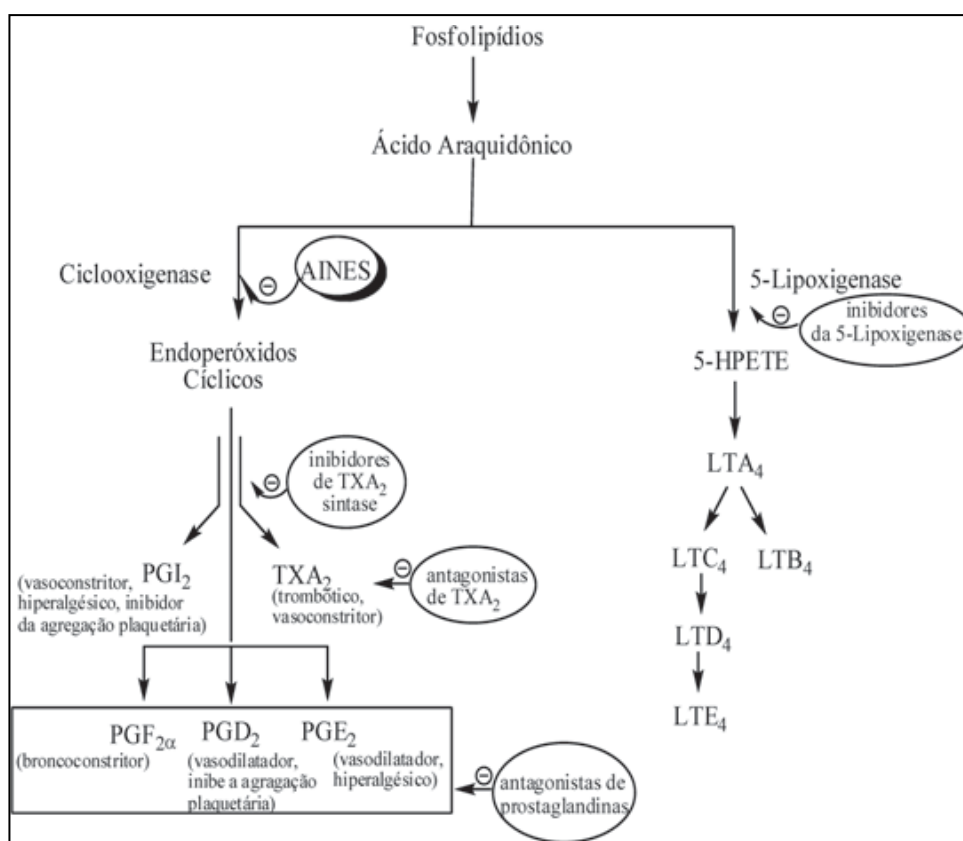 Fosfolipídios
Ácido Araquidônico
Ciclooxigenase
AINES
5-Lipoxigenase
inibidores
da 5-Lipoxigenase
Endoperóxidos
Cíclicos
5-HPETE
inibidores
de TXA₂
sintase
LTA₄
PGI₂
(vasoconstritor,
hiperalgésico, inibidor
da agregação plaquetária)
TXA₂
(trombótico,
vasoconstritor)
antagonistas
de TXA₂
LTC₄
LTB₄
LTD₄
LTE₄
PGF₂α
(broncoconstritor)
PGD₂
(vasodilatador,
inibe a agragação
plaquetária)
PGE₂
(vasodilatador,
hiperalgésico)
antagonistas de
prostaglandinas